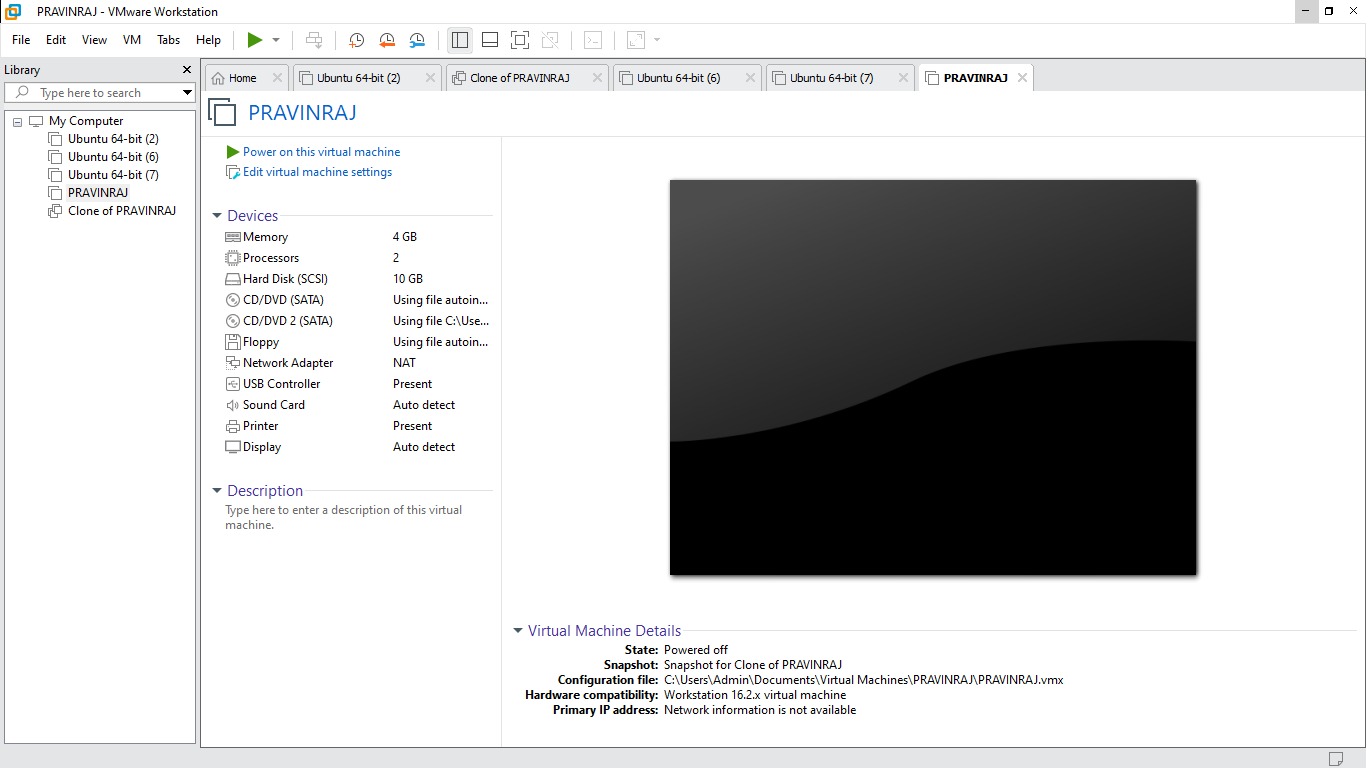 PRAVINRAJ - VMware Workstation
File Edit View VM Tabs Help
Library
Type here to search
My Computer
Ubuntu 64-bit (2)
Ubuntu 64-bit (6)
Ubuntu 64-bit (7)
PRAVINRAJ
Clone of PRAVINRAJ
Home Ubuntu 64-bit (2) Clone of PRAVINRAJ Ubuntu 64-bit (6) Ubuntu 64-bit (7) PRAVINRAJ
PRAVINRAJ
Power on this virtual machine
Edit virtual machine settings
Devices
Memory 4 GB
Processors 2
Hard Disk (SCSI) 10 GB
CD/DVD (SATA) Using file autoin...
CD/DVD 2 (SATA) Using file C:\Use...
Floppy Using file autoin...
Network Adapter NAT
USB Controller Present
Sound Card Auto detect
Printer Present
Display Auto detect
Description
Type here to enter a description of this virtual
machine.
Virtual Machine Details
State: Powered off
Snapshot: Snapshot for Clone of PRAVINRAJ
Configuration file: C:\Users\Admin\Documents\Virtual Machines\PRAVINRAJ\PRAVINRAJ.vmx
Hardware compatibility: Workstation 16.2.x virtual machine
Primary IP address: Network information is not available